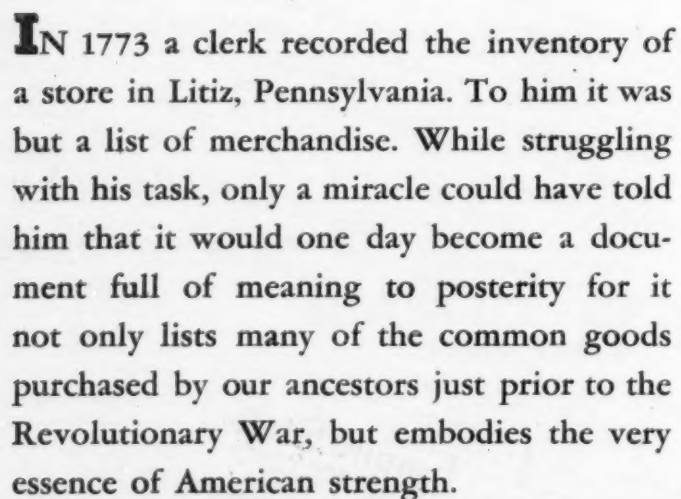 IN 1773 a clerk recorded the inventory of
a store in Litiz, Pennsylvania. To him it was
but a list of merchandise. While struggling
with his task, only a miracle could have told
him that it would one day become a docu-
ment full of meaning to posterity for it
not only lists many of the common goods
purchased by our ancestors just prior to the
Revolutionary War, but embodies the very
essence of American strength.